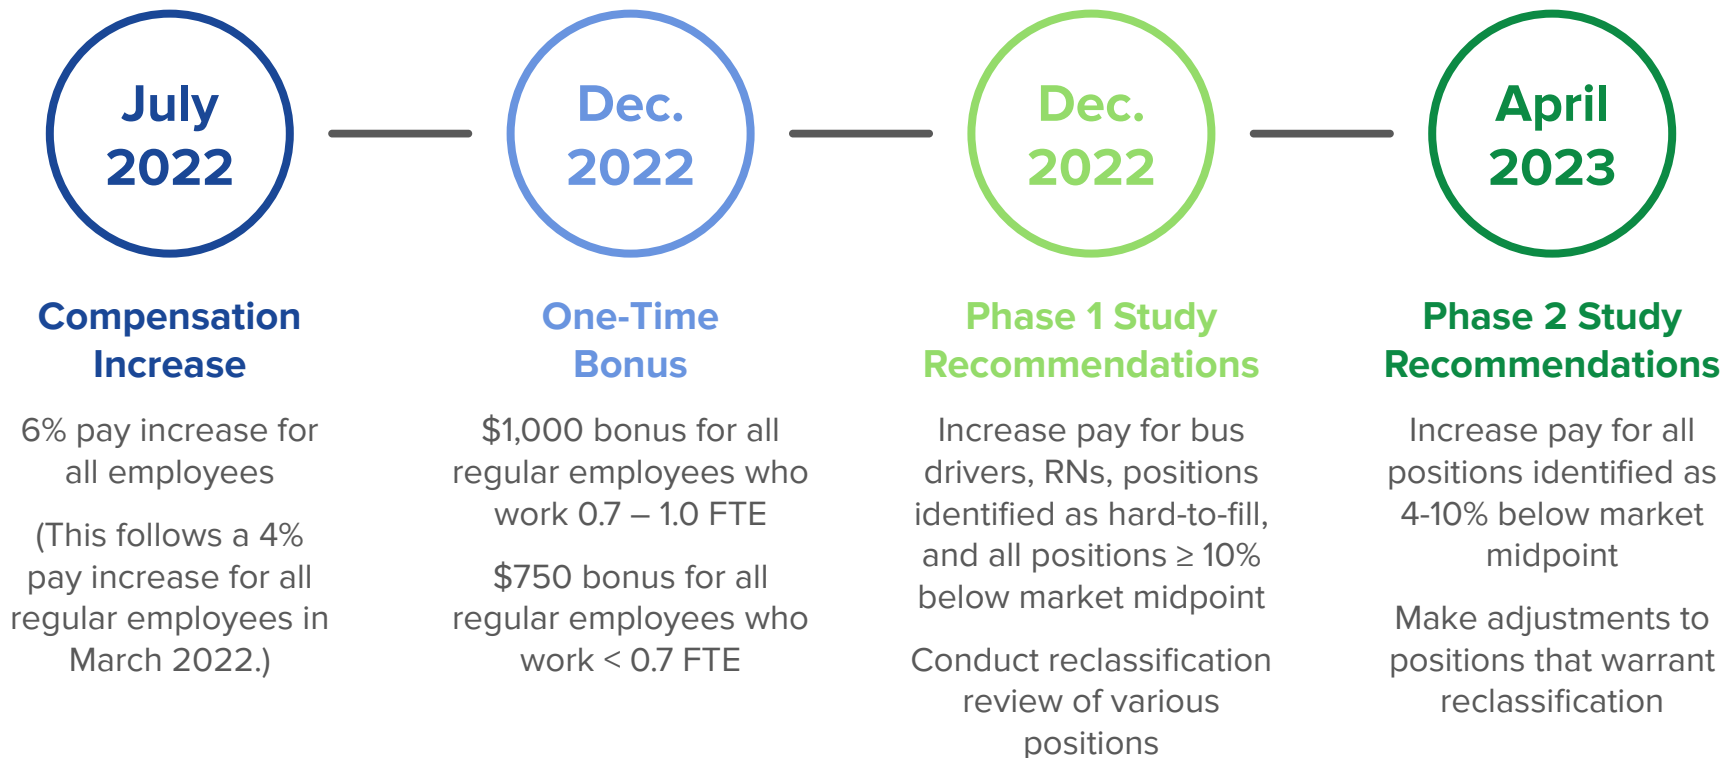 July
2022
Compensation
Increase
6% pay increase for
all employees
(This follows a 4%
pay increase for all
regular employees in
March 2022.)
Dec.
2022
One-Time
Bonus
$1,000 bonus for all
regular employees who
work 0.7 – 1.0 FTE
$750 bonus for all
regular employees who
work < 0.7 FTE
Dec.
2022
Phase 1 Study
Recommendations
Increase pay for bus
drivers, RNs, positions
identified as hard-to-fill,
and all positions ≥ 10%
below market midpoint
Conduct reclassification
review of various
positions
April
2023
Phase 2 Study
Recommendations
Increase pay for all
positions identified as
4-10% below market
midpoint
Make adjustments to
positions that warrant
reclassification